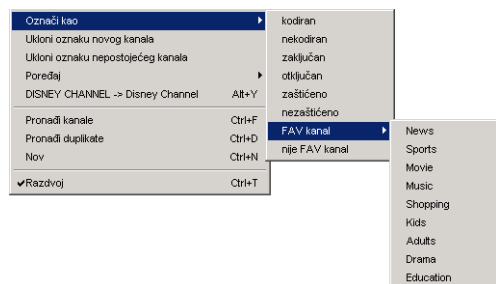 Označi kao
Ukloni oznaku novog kanala
Ukloni oznaku nepostojećeg kanala
Poređaj
DISNEY CHANNEL -> Disney Channel Alt+Y
Pronađi kanale Ctrl+F
Pronađi duplikate Ctrl+D
Nov Ctrl+N
Razdvoj Ctrl+T
kodiran
nekodiran
zaključan
otključan
zaštićeno
nezaštićeno
FAV kanal
nije FAV kanal
News
Sports
Movie
Music
Shopping
Kids
Adults
Drama
Education